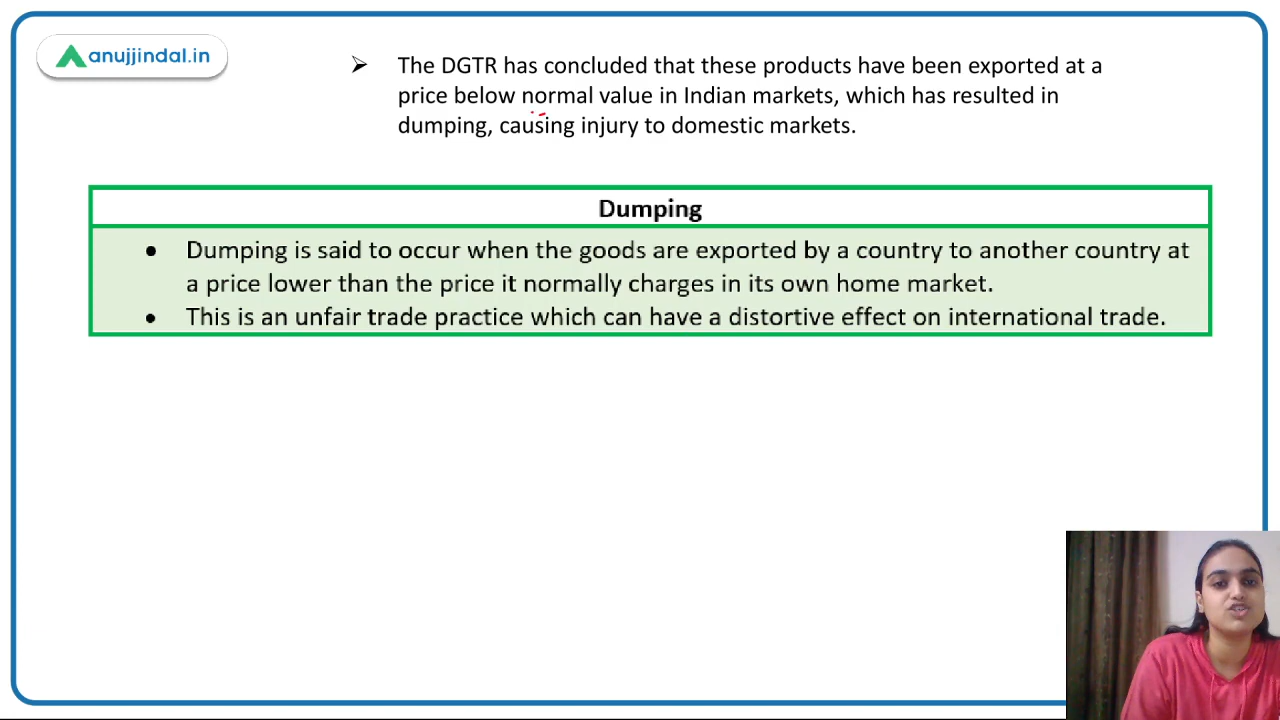 anujjindal.in
➢ The DGTR has concluded that these products have been exported at a
price below normal value in Indian markets, which has resulted in
dumping, causing injury to domestic markets.
Dumping
• Dumping is said to occur when the goods are exported by a country to another country at
a price lower than the price it normally charges in its own home market.
• This is an unfair trade practice which can have a distortive effect on international trade.